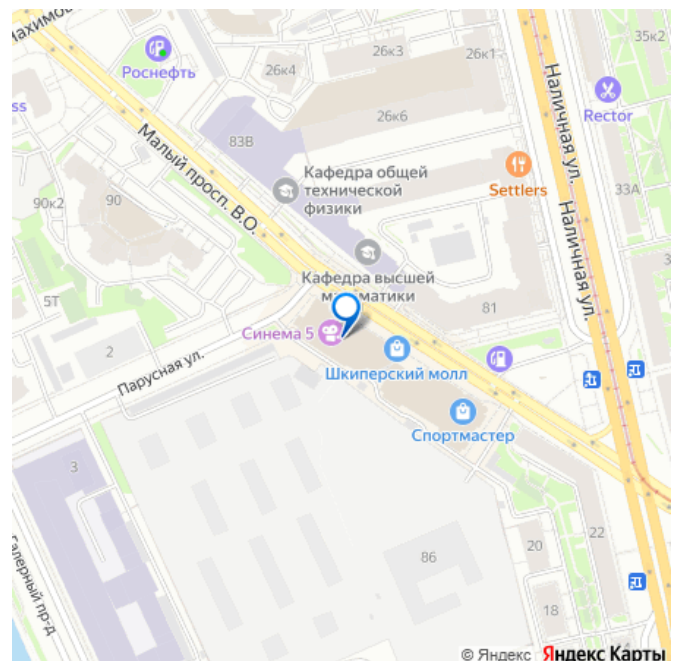 Нахимо
Роснефть
26к4
26к3
26к1
35к2
ss
83В
26к6
Наличная ул.
Rector
Малый просп. В.О.
Кафедра общей
технической
физики
Settlers
33А
90к2
90
Наличная ул.
Кафедра высшей
математики
3
5Т
81
2
Синема 5
Парусная ул.
Шкиперский молл
Спортмастер
3
22
86
20
Галерный пр-д
18
© Яндекс Яндекс Карты